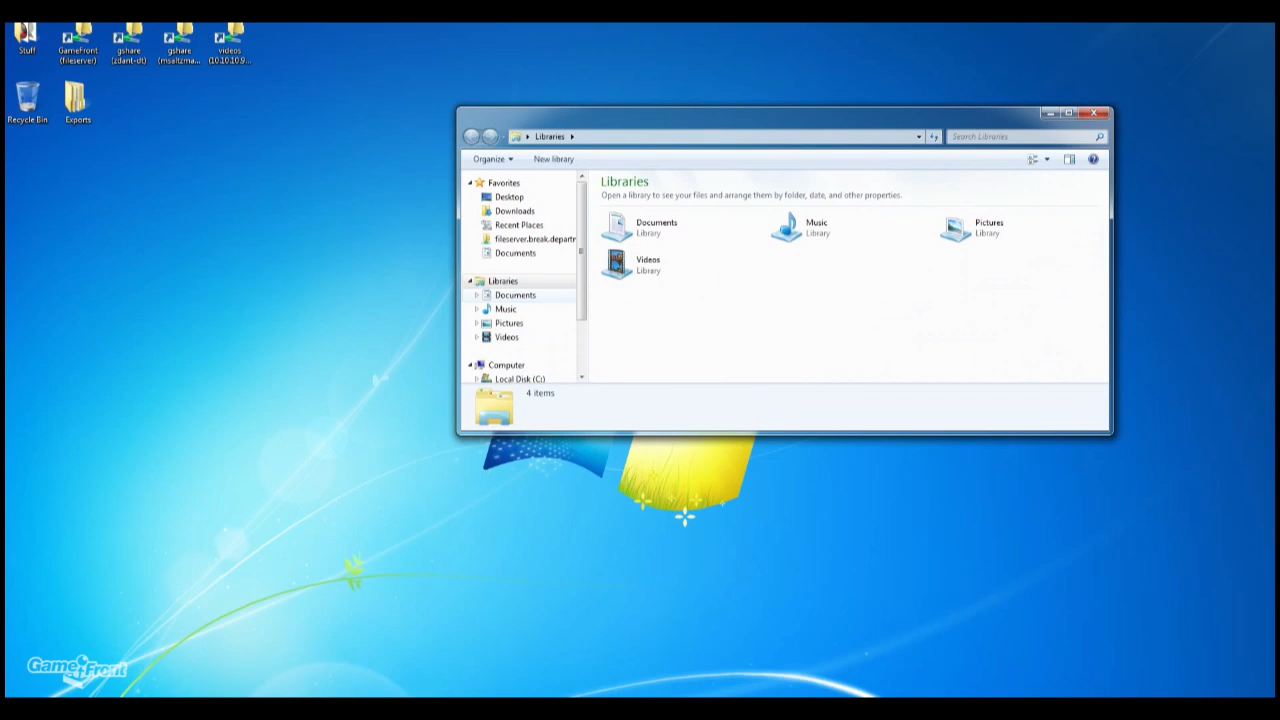 Stuff
GameFront
(fileserver)
gshare
(zdant-dt)
gshare
(msaltzma...
videos
(10.10.10.9...
Recycle Bin
Exports
Libraries
Search Libraries
Organize
New library
Favorites
Desktop
Downloads
Recent Places
fileserver.break.departr
Documents
Libraries
Documents
Music
Pictures
Videos
Computer
Local Disk (C:)
Libraries
Open a library to see your files and arrange them by folder, date, and other properties.
Documents
Library
Music
Library
Pictures
Library
Videos
Library
4 items
GameFront